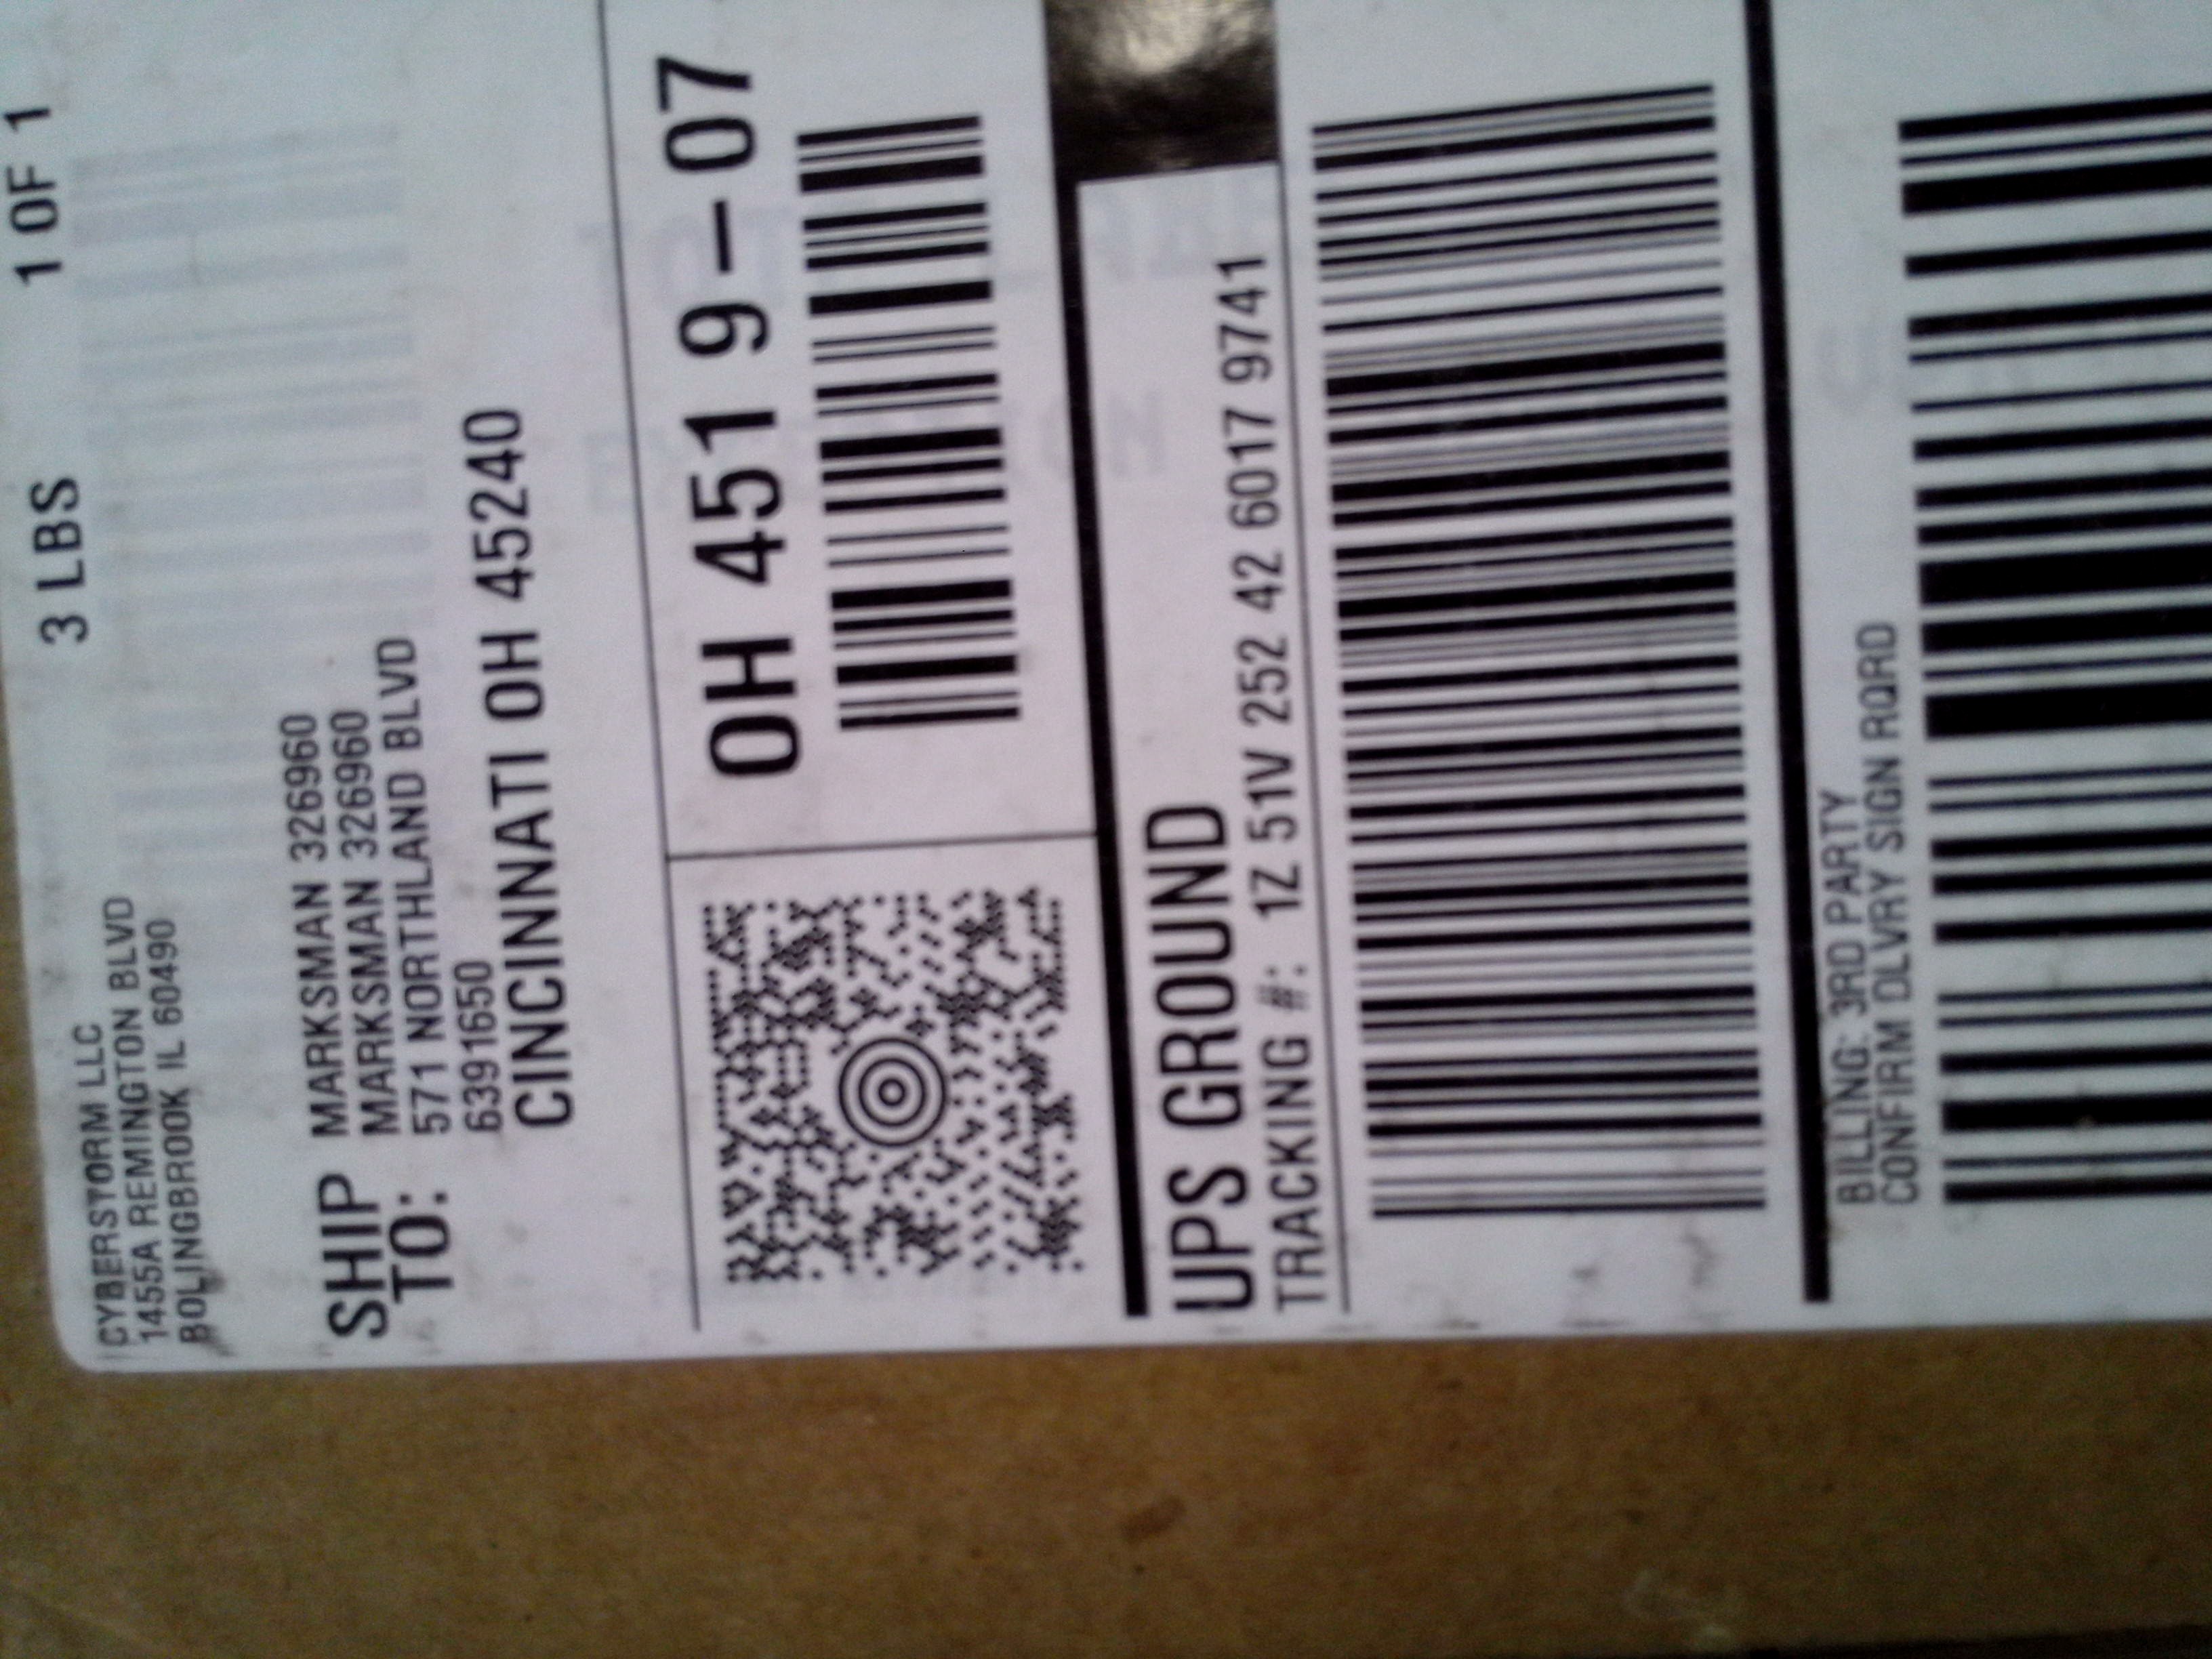 CYBERSTORM LLC
1455A REMINGTON BLVD
BOLINGBROOK IL 60490
3 LBS 1 OF 1
SHIP TO:
MARKSMAN 326960
MARKSMAN 326960
571 NORTHLAND BLVD
6391650
CINCINNATI OH 45240
OH 451 9-07
UPS GROUND
TRACKING #: 1Z 51V 252 42 6017 9741
BILLING: 3RD PARTY
CONFIRM DLVRY SIGN RQRD